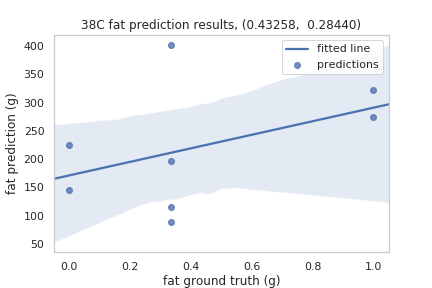 38C fat prediction results, (0.43258,  0.28440)
fitted line
predictions
fat prediction (g)
400
350
300
250
200
150
100
50
0.0 0.2 0.4 0.6 0.8 1.0
fat ground truth (g)